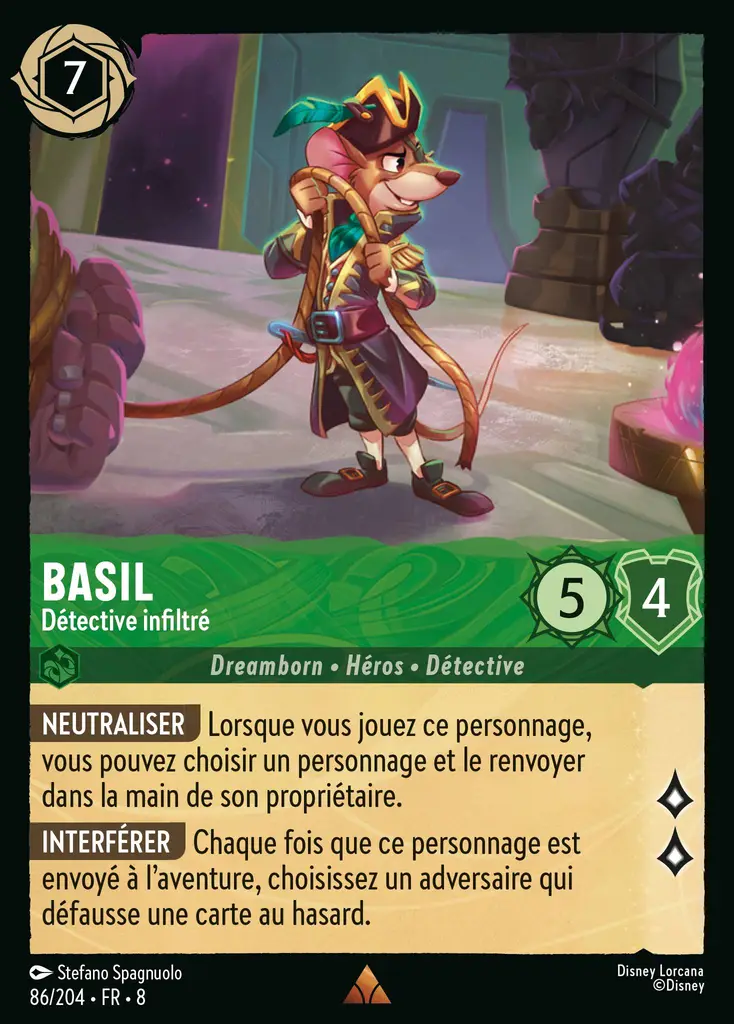 7
BASIL
Détective infiltré
5
4
Dreamborn • Héros • Détective
NEUTRALISER Lorsque vous jouez ce personnage,
vous pouvez choisir un personnage et le renvoyer
dans la main de son propriétaire.
INTERFÉRER Chaque fois que ce personnage est
envoyé à l'aventure, choisissez un adversaire qui
défausse une carte au hasard.
Stefano Spagnuolo
Disney Lorcana
86/204 • FR • 8
©Disney